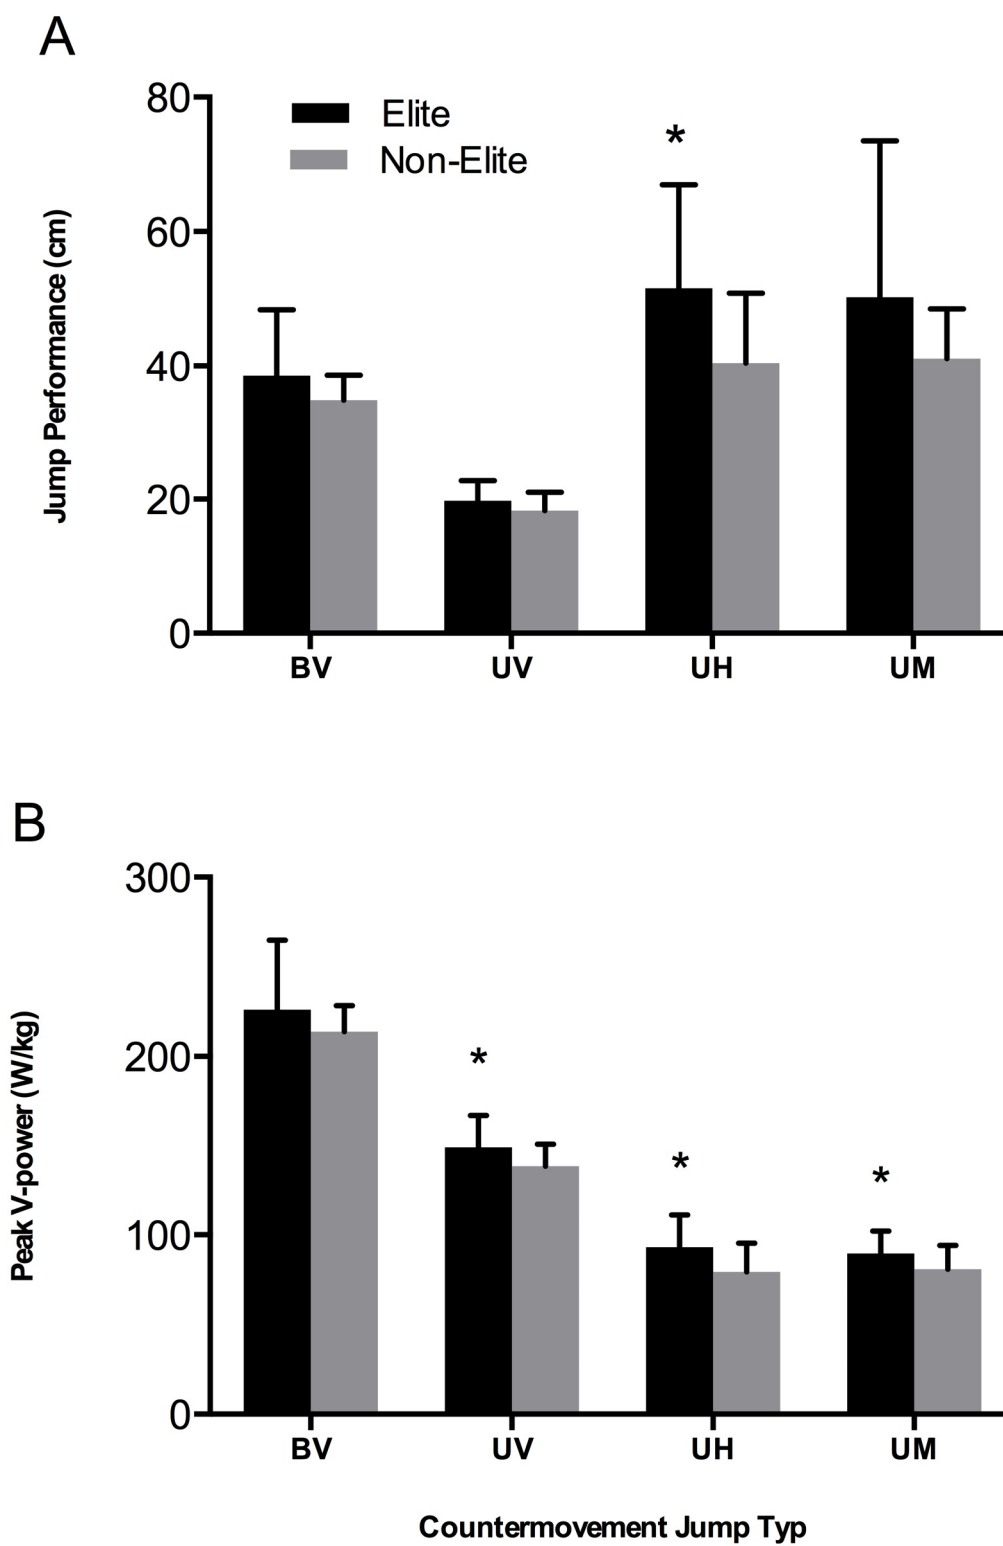 A
80
60
40
20
0
Jump Performance (cm)
Elite
Non-Elite
*
BV UV UH UM
B
300
200
100
0
Peak V-power (W/kg)
*
*
*
BV UV UH UM
Countermovement Jump Typ